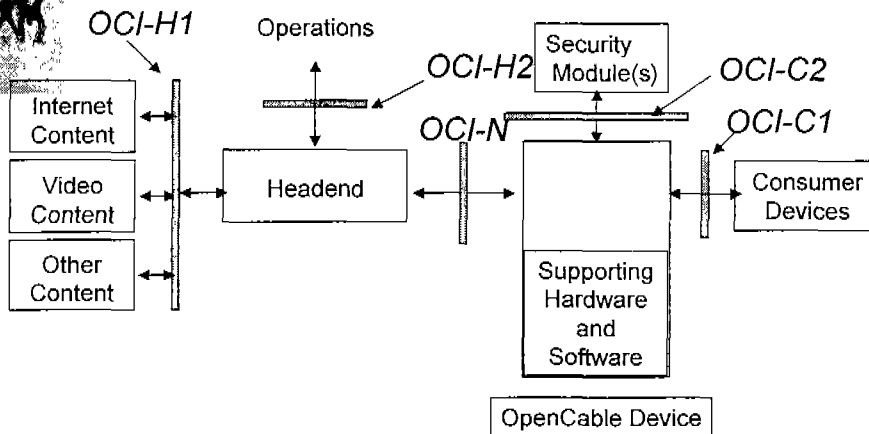 OCI-H1
Operations
OCI-H2
Security
Module(s)
OCI-C2
OCI-N
OCI-C1
Internet
Content
Video
Content
Other
Content
Headend
Consumer
Devices
Supporting
Hardware
and
Software
OpenCable Device